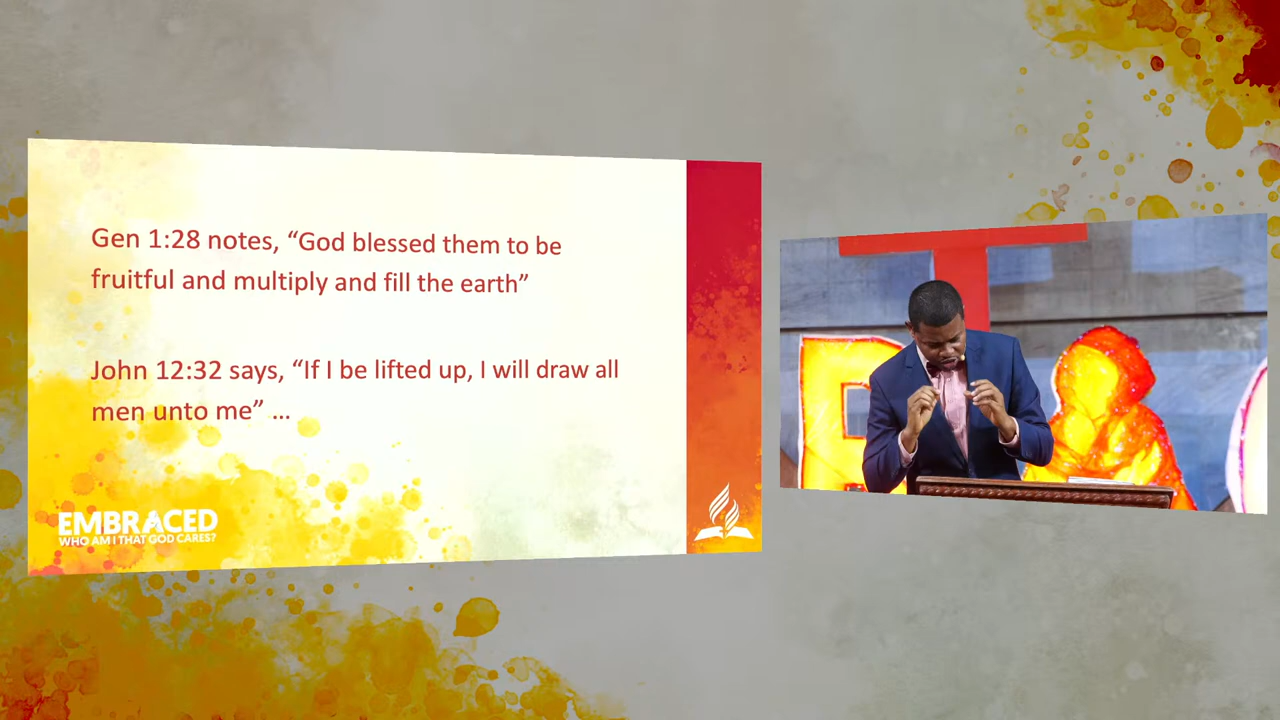 Gen 1:28 notes, “God blessed them to be
fruitful and multiply and fill the earth”
John 12:32 says, “If I be lifted up, I will draw all
men unto me” ...
EMBRACED
WHO AM I THAT GOD CARES?